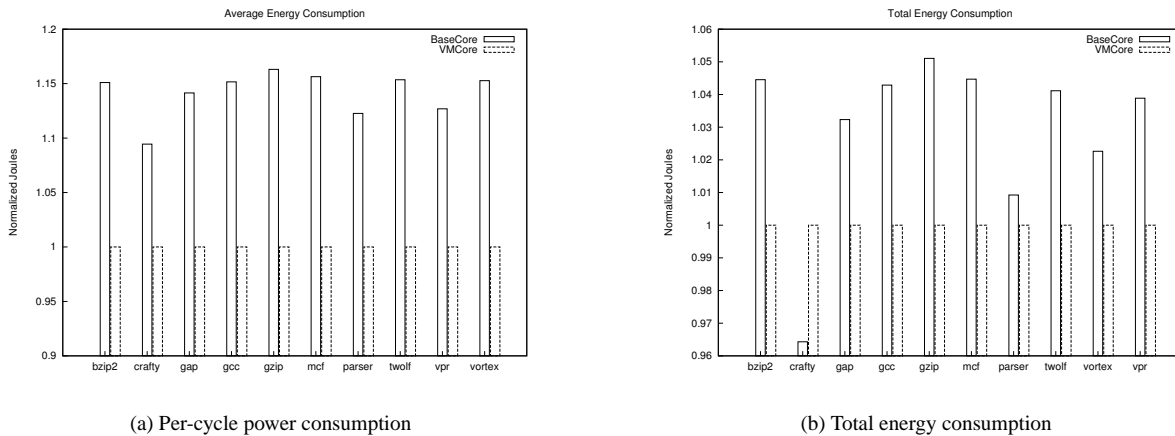 Average Energy Consumption
1.2
1.15
1.1
1.05
1
0.95
0.9
Normalized Joules
BaseCore
VMCore
bzip2 crafty gap gcc gzip mcf parser twolf vpr vortex
(a) Per-cycle power consumption
Total Energy Consumption
1.06
1.05
1.04
1.03
1.02
1.01
1
0.99
0.98
0.97
0.96
Normalized Joules
BaseCore
VMCore
bzip2 crafty gap gcc gzip mcf parser twolf vortex vpr
(b) Total energy consumption